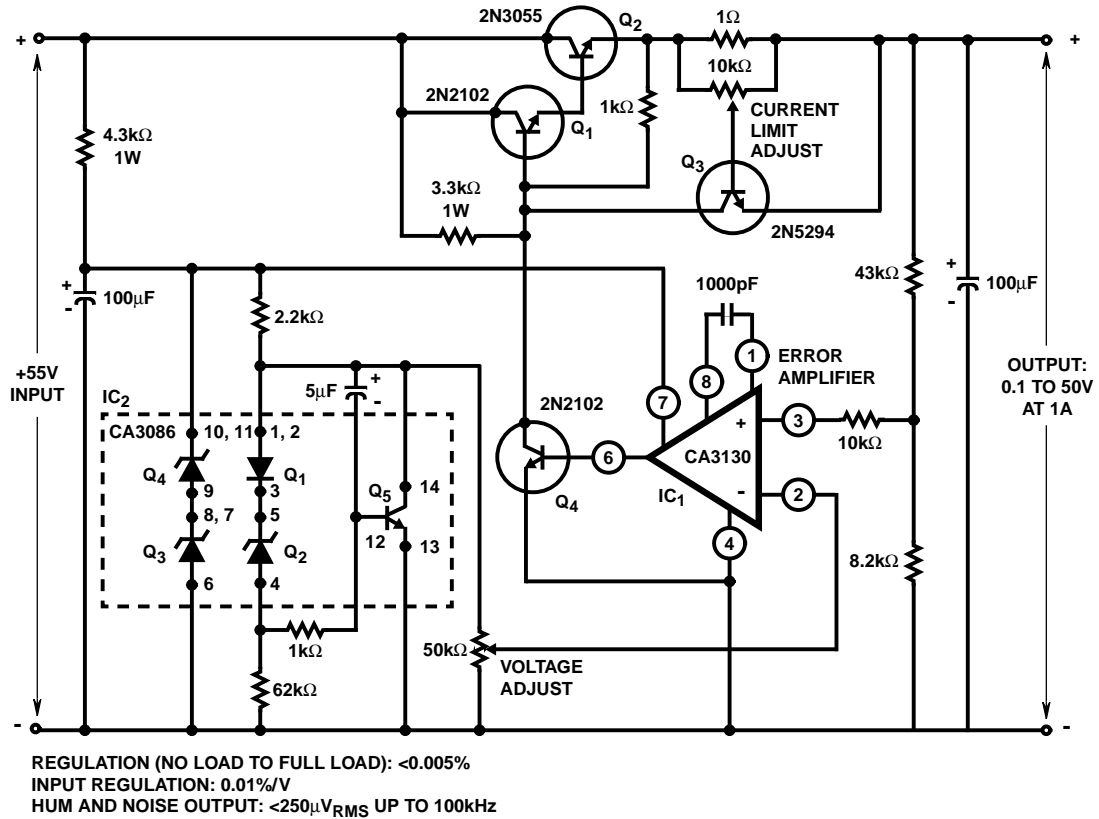 2N3055
Q2
1Ω
+
+
10kΩ
2N2102
Q1
1kΩ
CURRENT
LIMIT
ADJUST
4.3kΩ
1W
Q3
3.3kΩ
1W
2N5294
+
-
100μF
2.2kΩ
1000pF
43kΩ
+
-
100μF
+55V
INPUT
5μF
+
-
8
1
ERROR
AMPLIFIER
OUTPUT:
0.1 TO 50V
AT 1A
IC2
CA3086
2N2102
7
10, 11
1, 2
6
+
3
10kΩ
CA3130
Q4
9
Q1
3
Q5
14
Q4
IC1
-
2
8, 7
5
12
13
4
Q3
Q2
6
4
8.2kΩ
1kΩ
50kΩ
VOLTAGE
ADJUST
62kΩ
-
-
REGULATION (NO LOAD TO FULL LOAD): <0.005%
INPUT REGULATION: 0.01%/V
HUM AND NOISE OUTPUT: <250μVRMS UP TO 100kHz